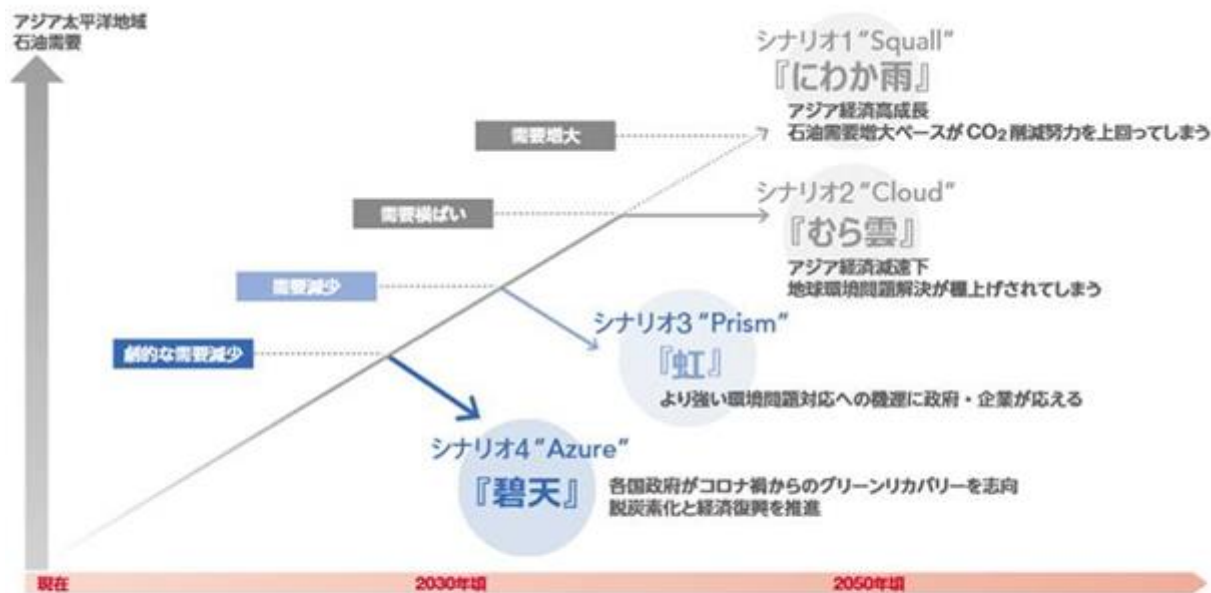 アジア太平洋地域
石油需要
シナリオ1 "Squall"
『にわか雨』
アジア経済高成長
石油需要増大ペースがCO₂削減努力を上回ってしまう
需要増大
シナリオ2 "Cloud"
『むら雲』
アジア経済減速下
地球環境問題解決が棚上げされてしまう
需要横ばい
需要減少
シナリオ3 "Prism"
『虹』
より強い環境問題対応への機運に政府・企業が応える
劇的な需要減少
シナリオ4 "Azure"
『碧天』
各国政府がコロナ禍からのグリーンリカバリーを志向
脱炭素化と経済復興を推進
現在
2030年頃
2050年頃